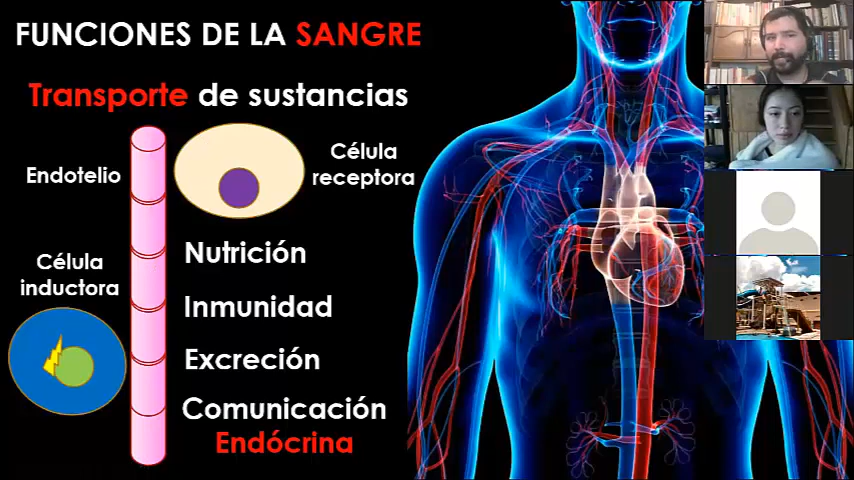 FUNCIONES DE LA SANGRE
Transporte de sustancias
Endotelio
Célula
receptora
Célula
inductora
Nutrición
Inmunidad
Excreción
Comunicación
Endócrina